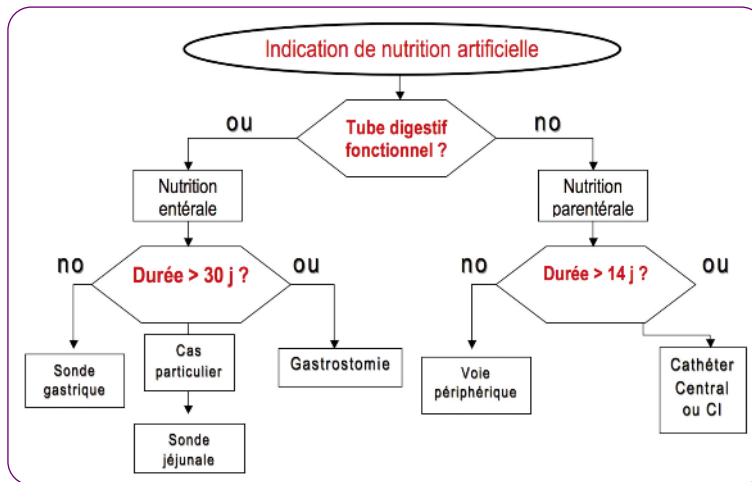 Indication de nutrition artificielle
ou
Tube digestif
fonctionnel ?
no
Nutrition
entérale
Nutrition
parentérale
no
Durée > 30 j ?
ou
no
Durée > 14 j ?
ou
Sonde
gastrique
Cas
particulier
Gastrostomie
Voie
périphérique
Cathéter
Central
ou CI
Sonde
jéjunale